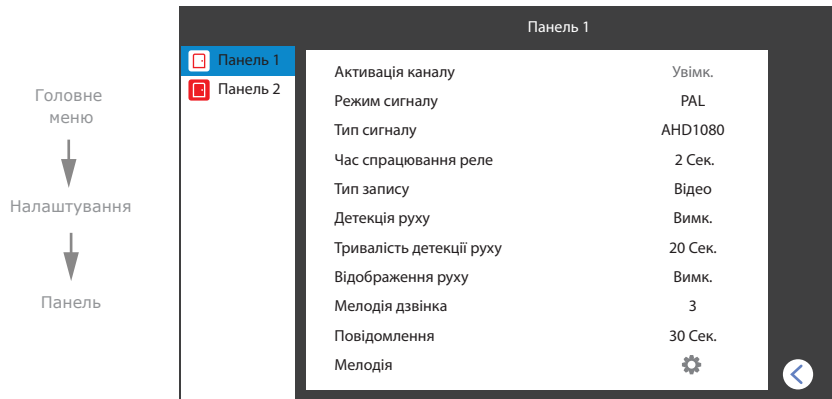 Головне
меню
Налаштування
Панель
Панель 1
Панель 1
Панель 2
Активація каналу Увімк.
Режим сигналу PAL
Тип сигналу AHD1080
Час спрацювання реле 2 Сек.
Тип запису Відео
Детекція руху Вимк.
Тривалість детекції руху 20 Сек.
Відображення руху Вимк.
Мелодія дзвінка 3
Повідомлення 30 Сек.
Мелодія